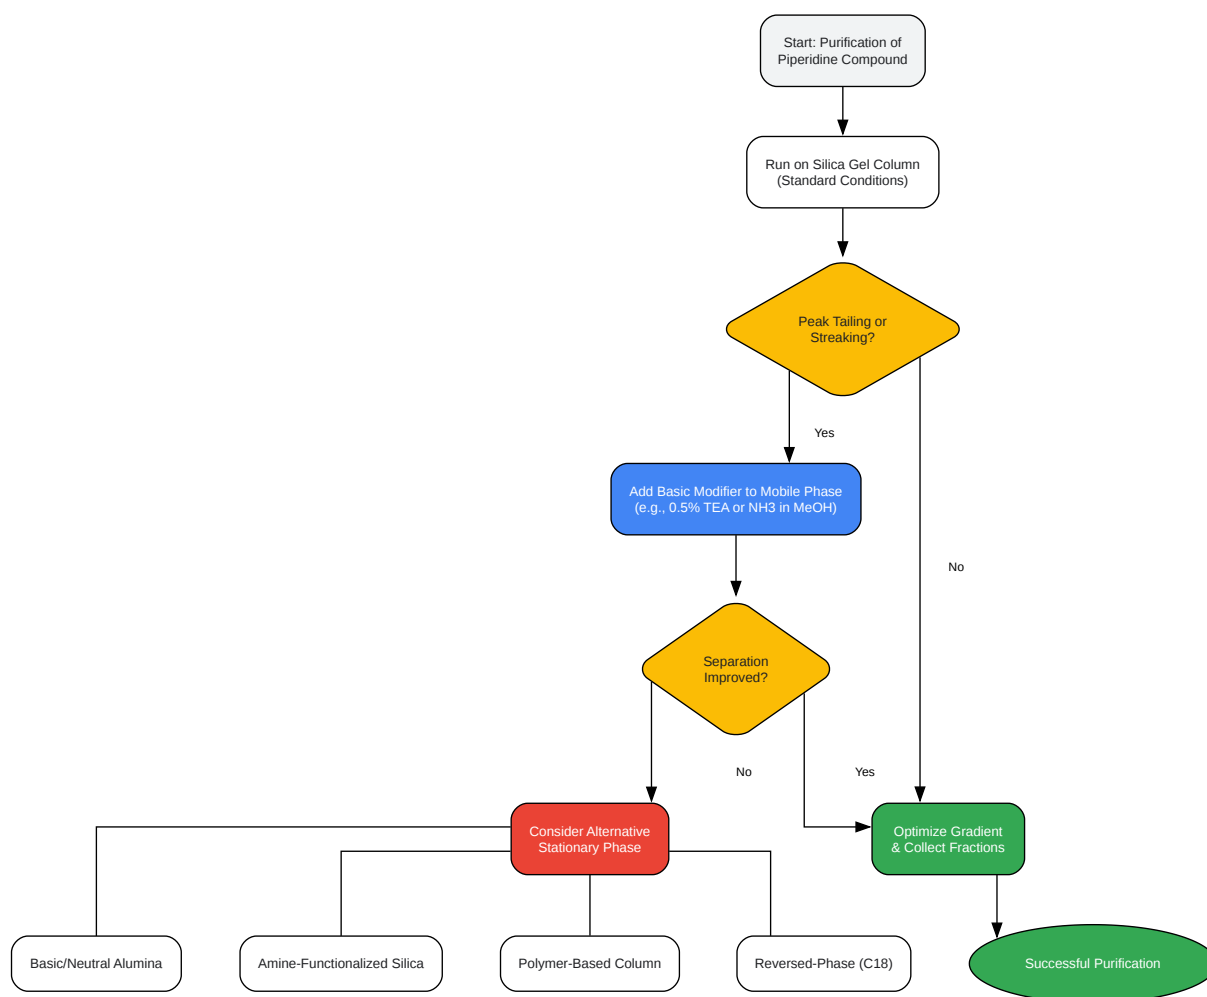 Start: Purification of
Piperidine Compound
Run on Silica Gel Column
(Standard Conditions)
Peak Tailing or
Streaking?
Yes
Add Basic Modifier to Mobile Phase
(e.g., 0.5% TEA or NH3 in MeOH)
No
Separation
Improved?
No
Yes
Consider Alternative
Stationary Phase
Optimize Gradient
& Collect Fractions
Basic/Neutral Alumina
Amine-Functionalized Silica
Polymer-Based Column
Reversed-Phase (C18)
Successful Purification